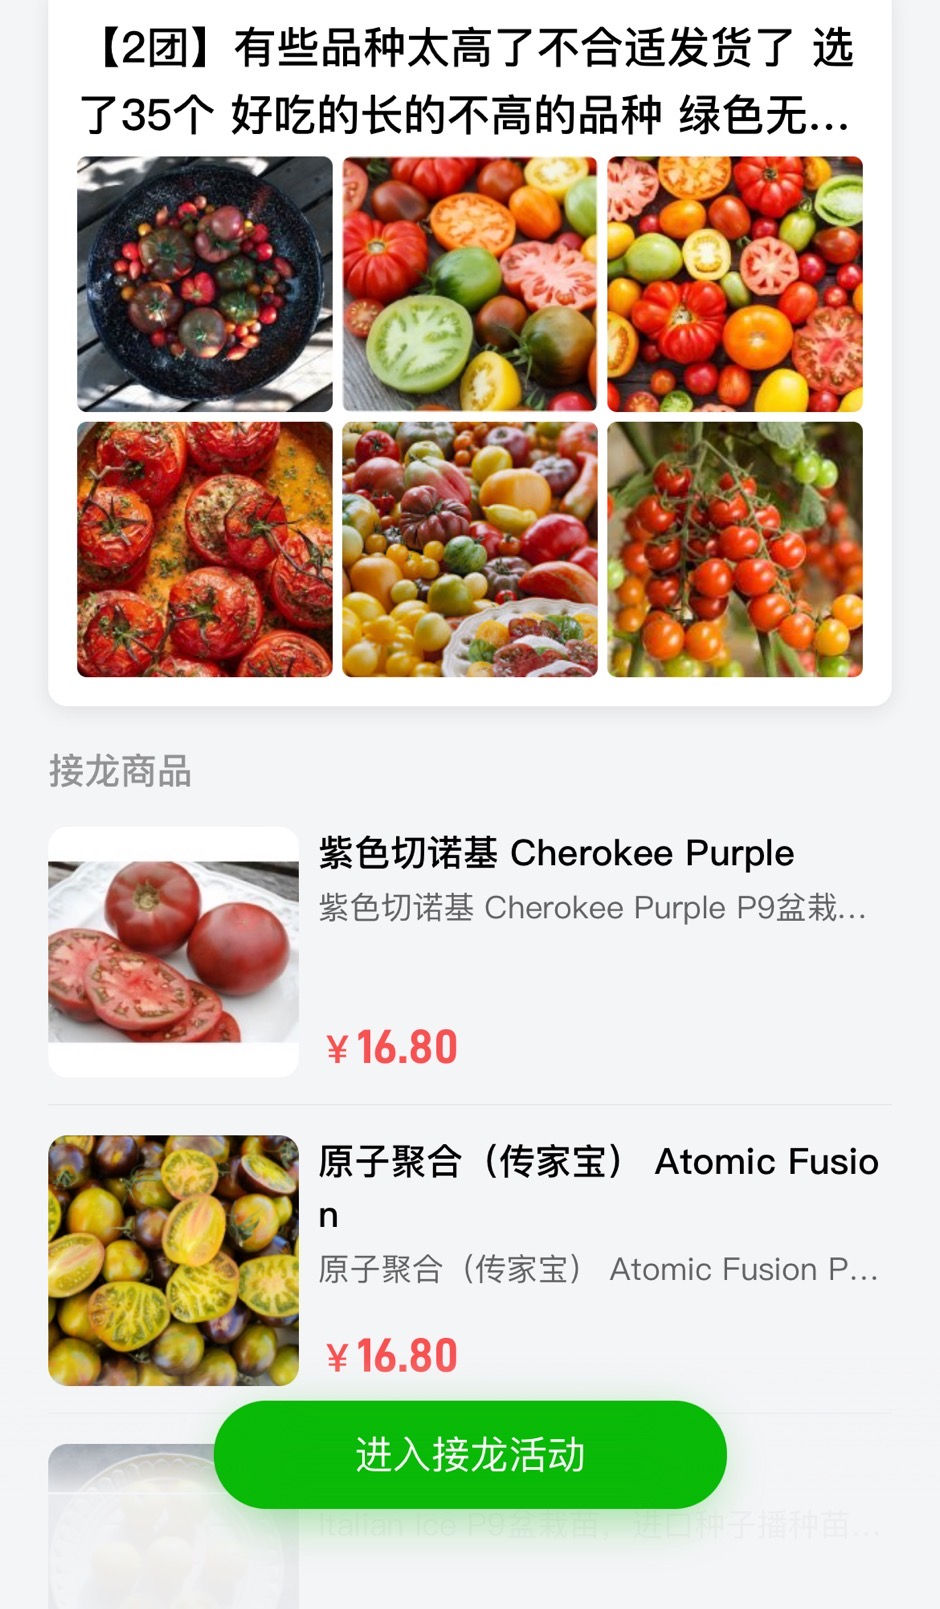 【2团】有些品种太高了不合适发货了 选
了35个 好吃的长的不高的品种 绿色无...
接龙商品
紫色切诺基 Cherokee Purple
紫色切诺基 Cherokee Purple P9盆栽...
¥16.80
原子聚合（传家宝） Atomic Fusio
n
原子聚合（传家宝） Atomic Fusion P...
¥16.80
进入接龙活动
Italian Ice P9盆栽苗，进口种子播种苗...